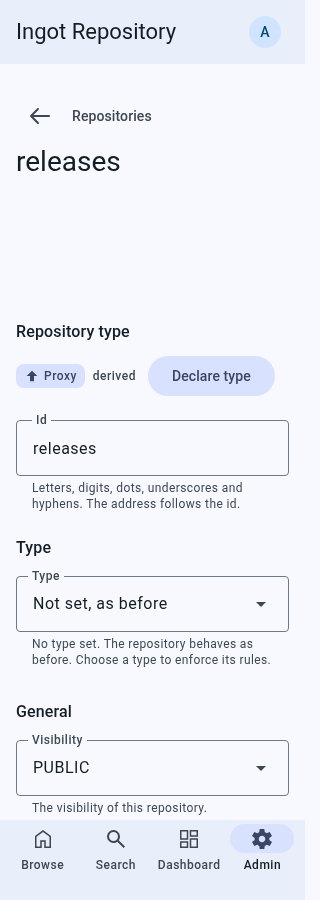 Ingot Repository
A
Repositories
releases
Repository type
Proxy
derived
Declare type
Id
releases
Letters, digits, dots, underscores and
hyphens. The address follows the id.
Type
Type
Not set, as before
No type set. The repository behaves as
before. Choose a type to enforce its rules.
General
Visibility
PUBLIC
The visibility of this repository.
Browse
Search
Dashboard
Admin